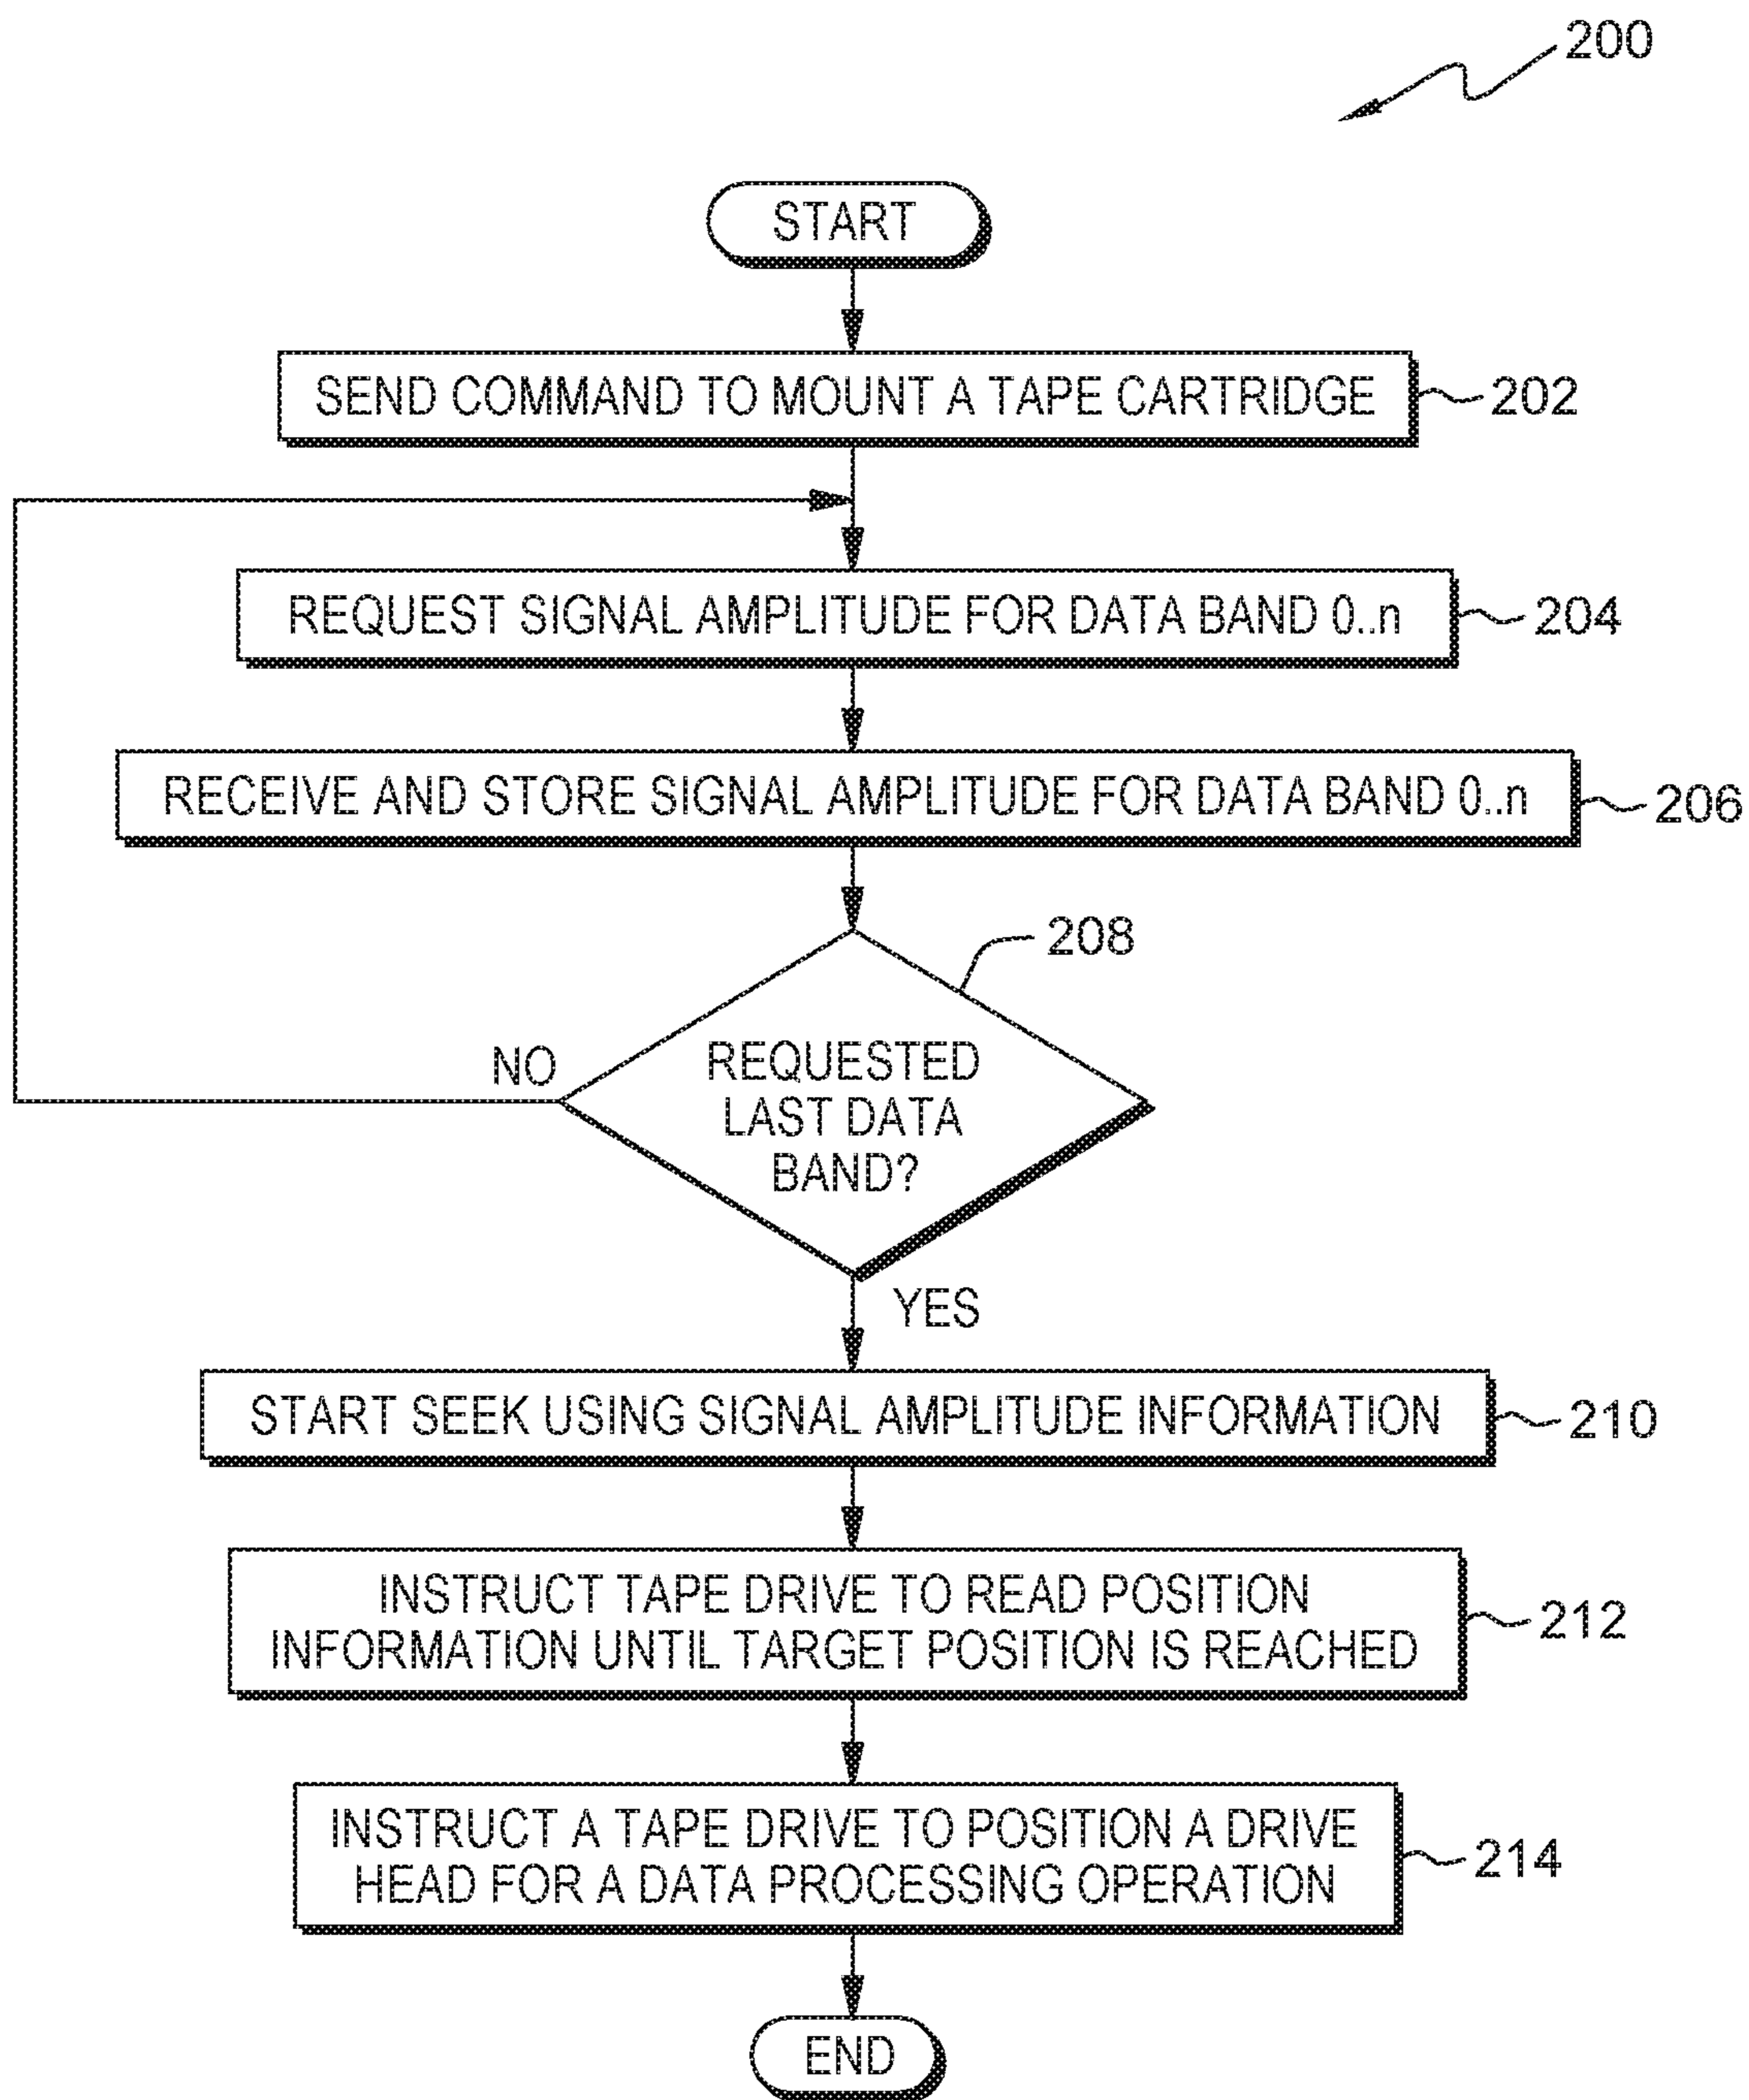 200
START
SEND COMMAND TO MOUNT A TAPE CARTRIDGE
202
REQUEST SIGNAL AMPLITUDE FOR DATA BAND 0..n
204
RECEIVE AND STORE SIGNAL AMPLITUDE FOR DATA BAND 0..n
206
208
NO
REQUESTED
LAST DATA
BAND?
YES
START SEEK USING SIGNAL AMPLITUDE INFORMATION
210
INSTRUCT TAPE DRIVE TO READ POSITION
INFORMATION UNTIL TARGET POSITION IS REACHED
212
INSTRUCT A TAPE DRIVE TO POSITION A DRIVE
HEAD FOR A DATA PROCESSING OPERATION
214
END